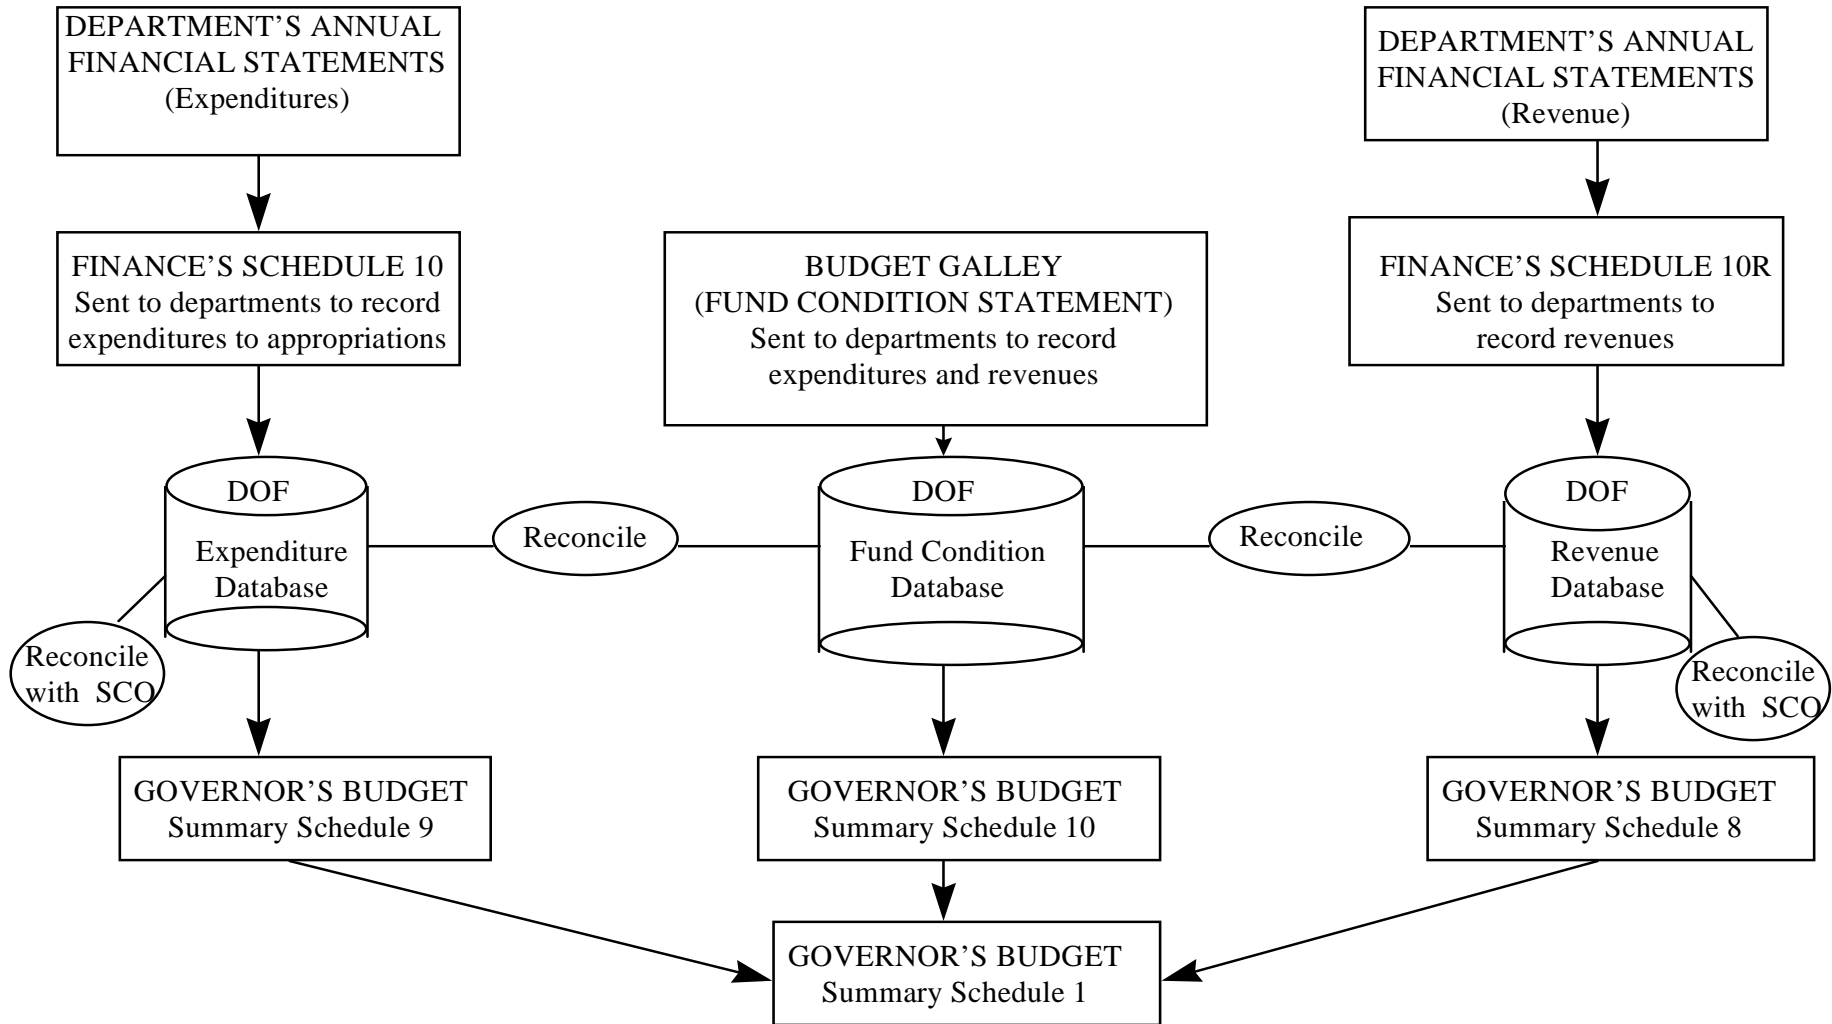 DEPARTMENT’S ANNUAL
FINANCIAL STATEMENTS
(Expenditures)
DEPARTMENT’S ANNUAL
FINANCIAL STATEMENTS
(Revenue)
FINANCE’S SCHEDULE 10
Sent to departments to record
expenditures to appropriations
BUDGET GALLEY
(FUND CONDITION STATEMENT)
Sent to departments to record
expenditures and revenues
FINANCE’S SCHEDULE 10R
Sent to departments to
record revenues
DOF
Expenditure
Database
Reconcile
DOF
Fund Condition
Database
Reconcile
DOF
Revenue
Database
Reconcile
with SCO
Reconcile
with SCO
GOVERNOR’S BUDGET
Summary Schedule 9
GOVERNOR’S BUDGET
Summary Schedule 10
GOVERNOR’S BUDGET
Summary Schedule 8
GOVERNOR’S BUDGET
Summary Schedule 1